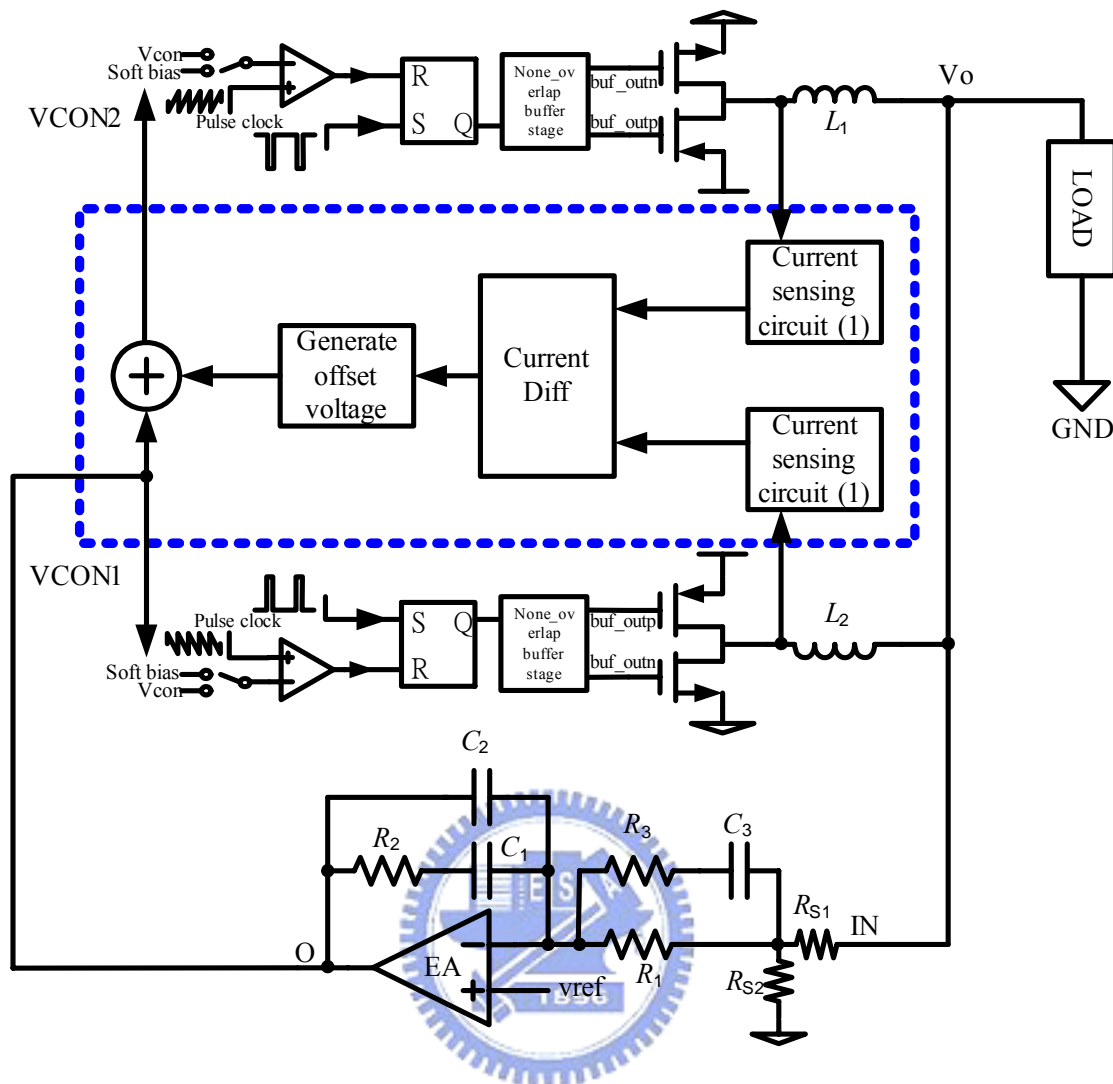 Vcon
Soft bias
VCON2
Pulse clock
R
S
Q
None_ov
erlap
buffer
stage
buf_outn
buf_outp
L1
Vo
LOAD
GND
Current
sensing
circuit (1)
Current
Diff
Generate
offset
voltage
+
Current
sensing
circuit (1)
VCON1
Pulse clock
Soft bias
Vcon
S
Q
R
None_ov
erlap
buffer
stage
buf_outp
buf_outn
L2
C2
R2
C1
R3
C3
RS1
IN
R1
RS2
O
EA
vref
ES
A
1996